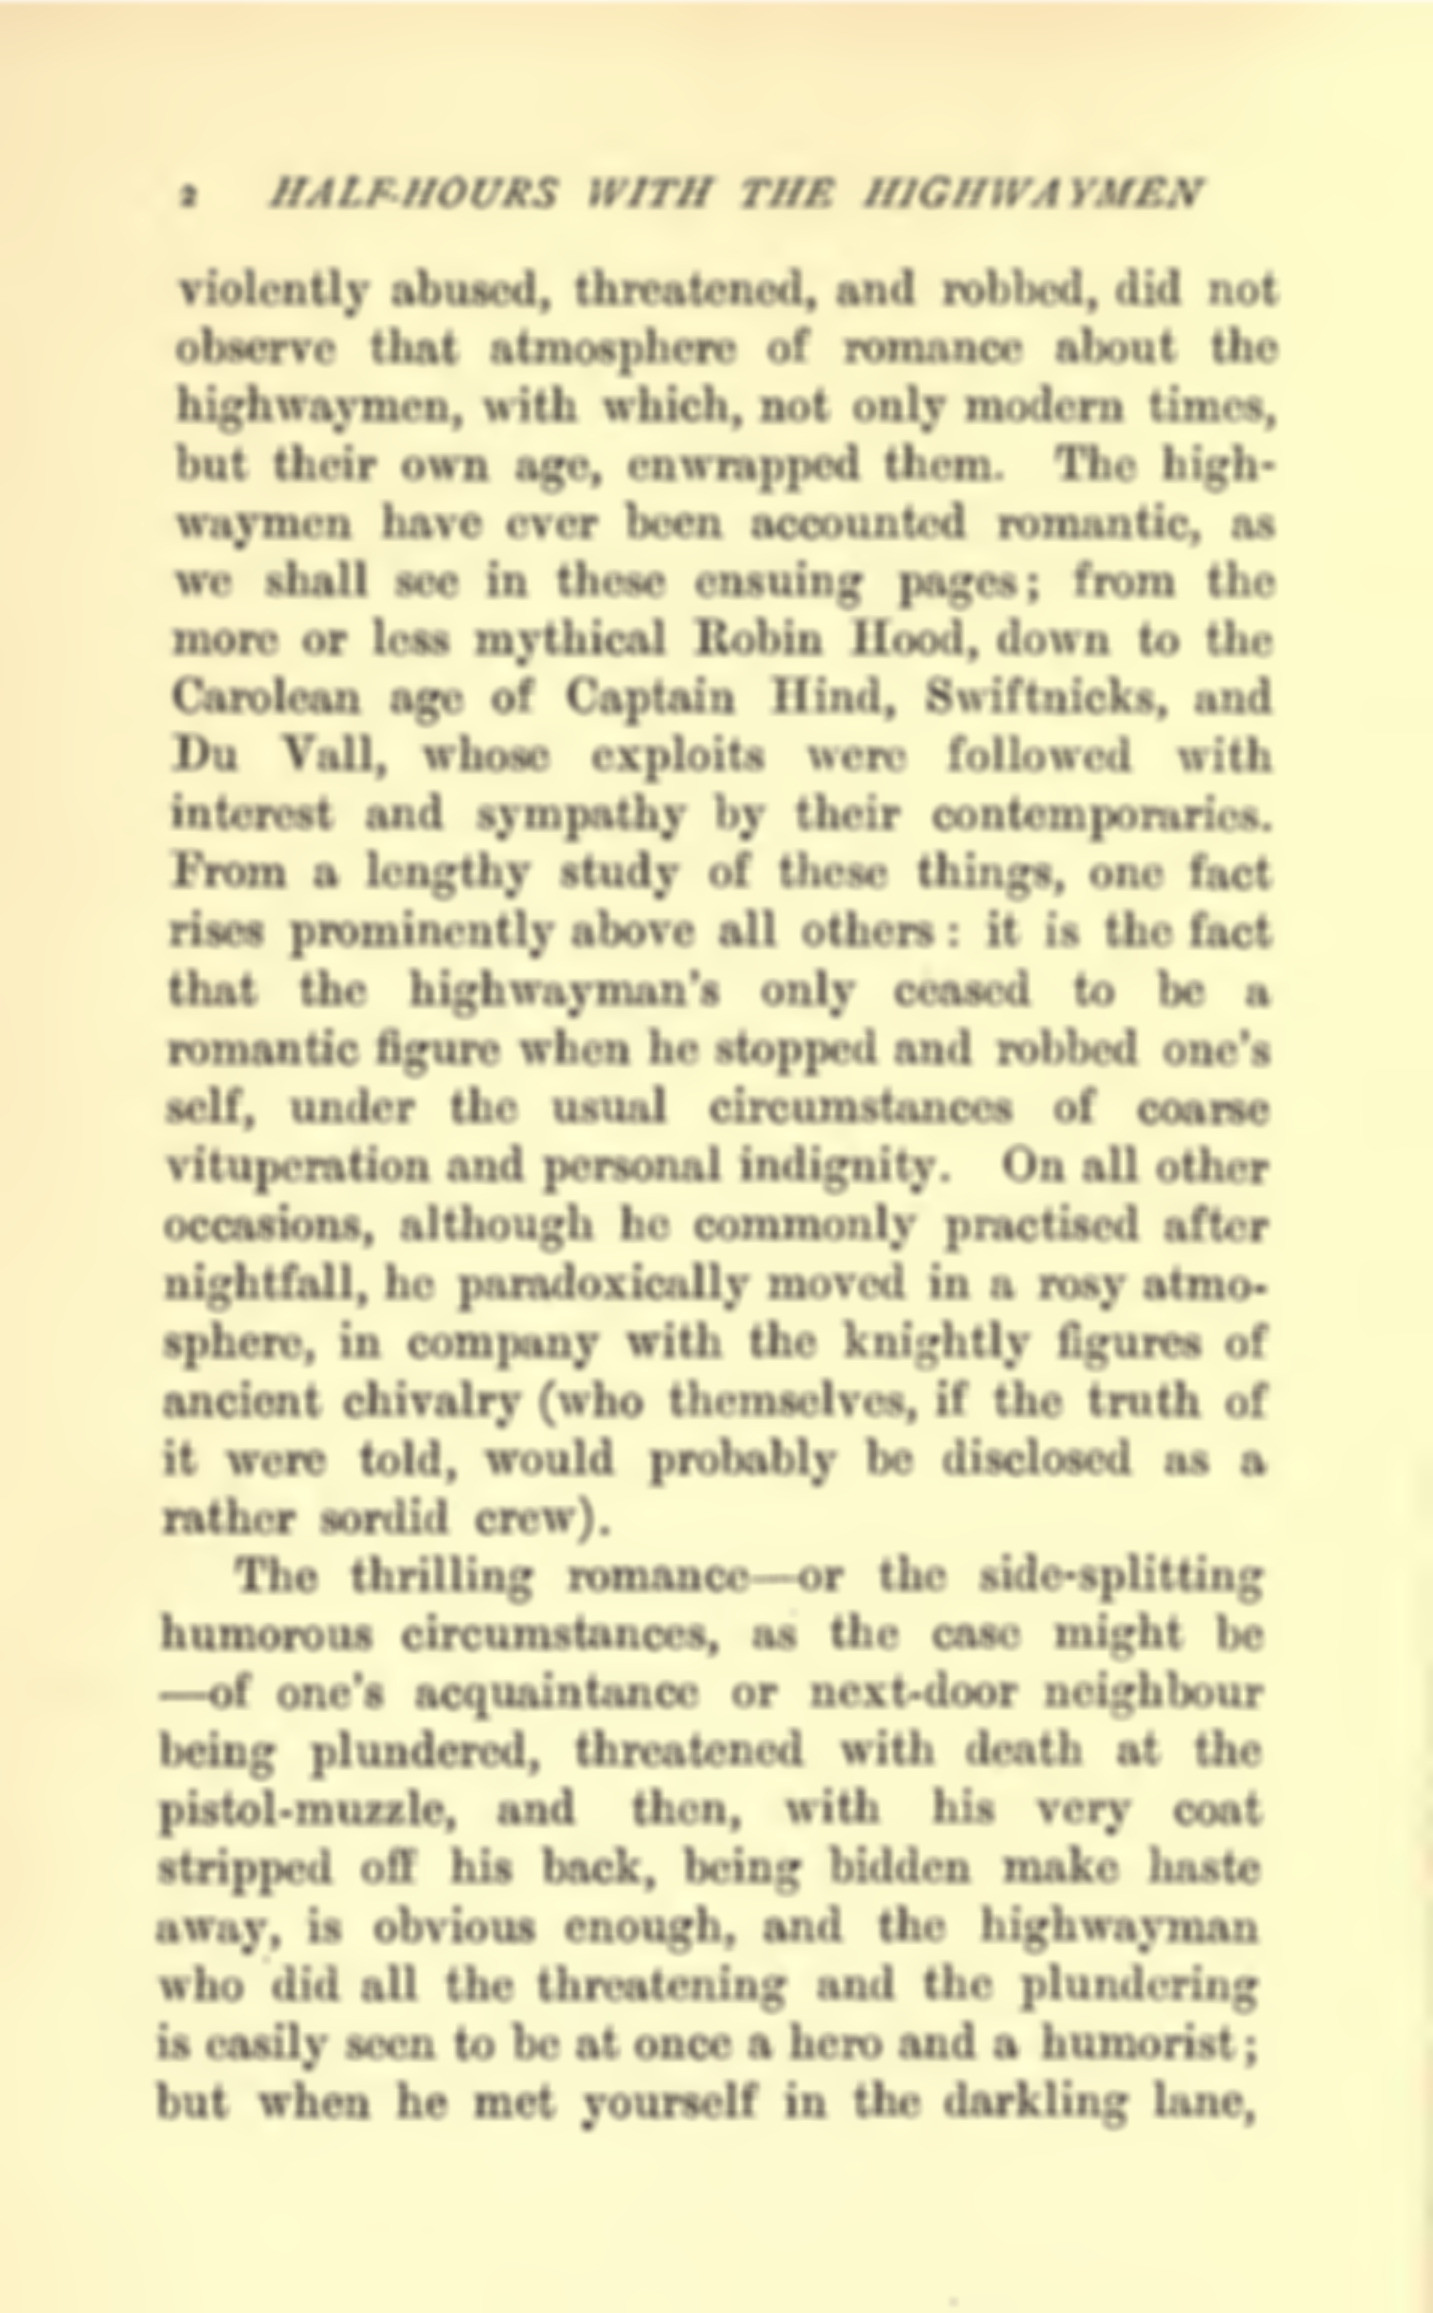 2 HALF-HOURS WITH THE HIGHWAYMEN
violently abused, threatened, and robbed, did not
observe that atmosphere of romance about the
highwaymen, with which, not only modern times,
but their own age, enwrapped them. The high-
waymen have ever been accounted romantic, as
we shall see in these ensuing pages; from the
more or less mythical Robin Hood, down to the
Carolean age of Captain Hind, Swiftnicks, and
Du Vall, whose exploits were followed with
interest and sympathy by their contemporaries.
From a lengthy study of these things, one fact
rises prominently above all others: it is the fact
that the highwayman's only ceased to be a
romantic figure when he stopped and robbed one's
self, under the usual circumstances of coarse
vituperation and personal indignity. On all other
occasions, although he commonly practised after
nightfall, he paradoxically moved in a rosy atmo-
sphere, in company with the knightly figures of
ancient chivalry (who themselves, if the truth of
it were told, would probably be disclosed as a
rather sordid crew).
The thrilling romance—or the side-splitting
humorous circumstances, as the case might be
—of one's acquaintance or next-door neighbour
being plundered, threatened with death at the
pistol-muzzle, and then, with his very coat
stripped off his back, being bidden make haste
away, is obvious enough, and the highwayman
who did all the threatening and the plundering
is easily seen to be at once a hero and a humorist;
but when he met yourself in the darkling lane,